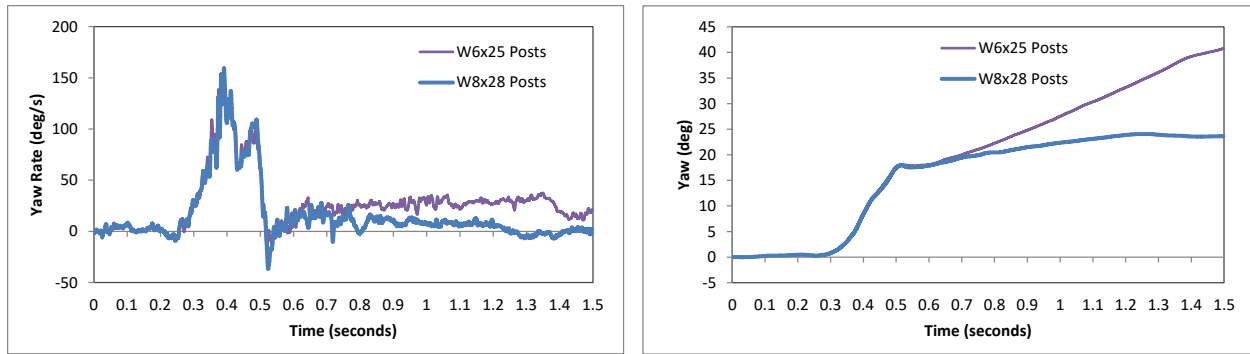 200
150
100
50
0
-50
Yaw Rate (deg/s)
W6x25 Posts
W8x28 Posts
0 0.1 0.2 0.3 0.4 0.5 0.6 0.7 0.8 0.9 1 1.1 1.2 1.3 1.4 1.5
Time (seconds)
45
40
35
30
25
20
15
10
5
0
-5
Yaw (deg)
W6x25 Posts
W8x28 Posts
0 0.1 0.2 0.3 0.4 0.5 0.6 0.7 0.8 0.9 1 1.1 1.2 1.3 1.4 1.5
Time (seconds)